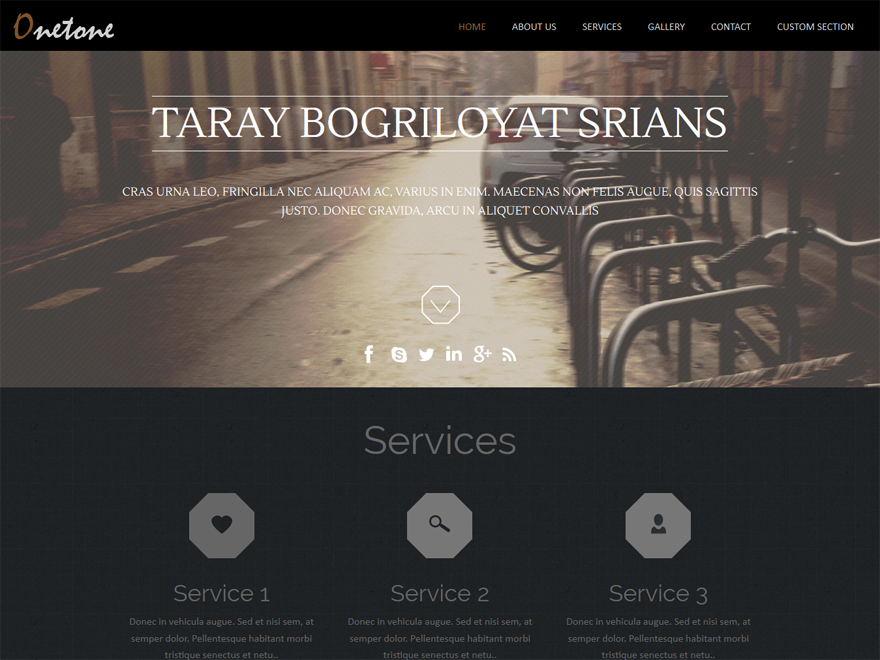 Onetone
HOME ABOUT US SERVICES GALLERY CONTACT CUSTOM SECTION
TARAY BOGRILOYAT SRIANS
CRAS URNA LEO, FRINGILLA NEC ALIQUAM AC, VARIUS IN ENIM. MAECENAS NON FELIS AUGUE, QUIS SAGITTIS
JUSTO. DONEC GRAVIDA, ARCU IN ALIQUET CONVALLIS
Services
Service 1 Service 2 Service 3
Donec in vehicula augue. Sed et nisi sem, at Donec in vehicula augue. Sed et nisi sem, at Donec in vehicula augue. Sed et nisi sem, at
semper dolor. Pellentesque habitant morbi semper dolor. Pellentesque habitant morbi semper dolor. Pellentesque habitant morbi
tristique senectus et netu.. tristique senectus et netu.. tristique senectus et netu..